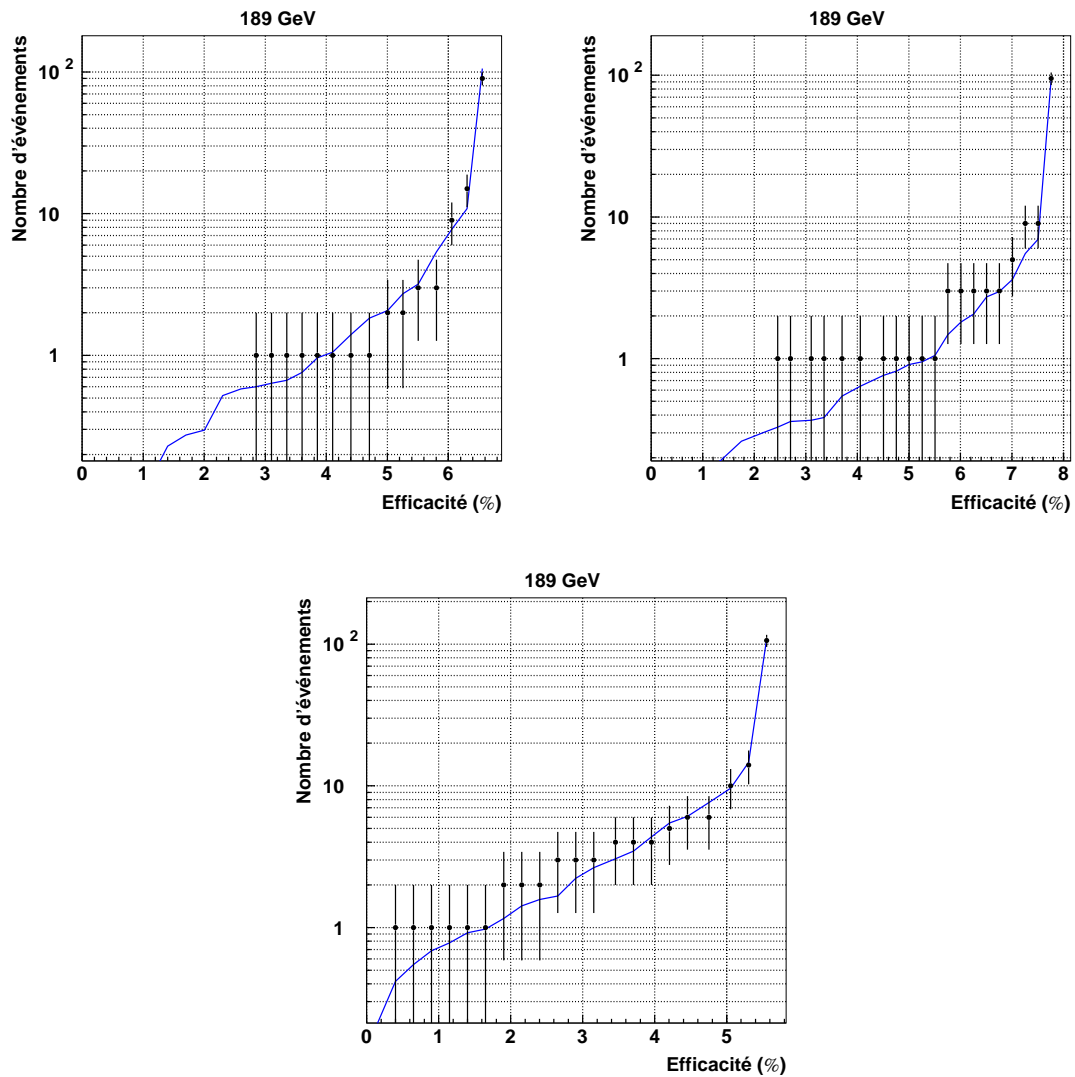 189 GeV
Nombre d'événements
10 2
10
1
0 1 2 3 4 5 6
Efficacité (%)
189 GeV
Nombre d'événements
10 2
10
1
0 1 2 3 4 5 6 7 8
Efficacité (%)
189 GeV
Nombre d'événements
10 2
10
1
0 1 2 3 4 5
Efficacité (%)